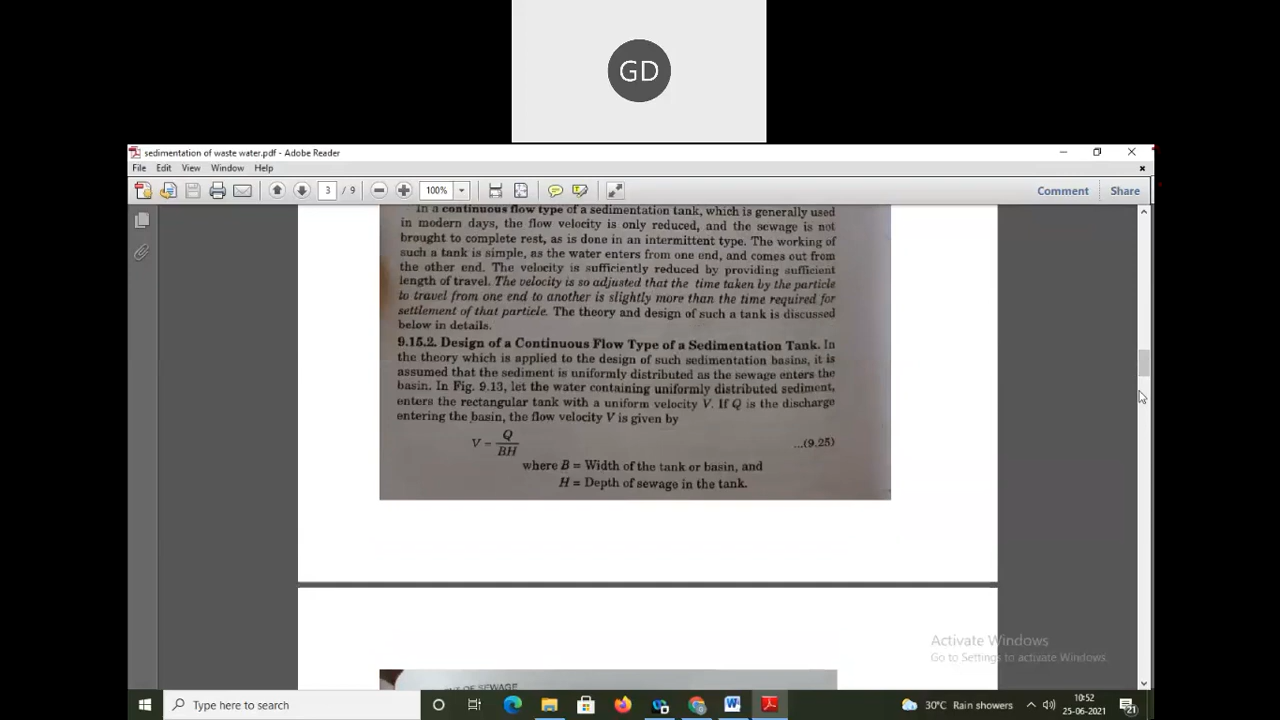 GD
sedimentation of waste water.pdf - Adobe Reader
File Edit View Window Help
3 / 9 100% Comment Share
In a continuous flow type of a sedimentation tank, which is generally used
in modern days, the flow velocity is only reduced, and the sewage is not
brought to complete rest, as is done in an intermittent type. The working of
such a tank is simple, as the water enters from one end, and comes out from
the other end. The velocity is sufficiently reduced by providing sufficient
length of travel. The velocity is so adjusted that the time taken by the particle
to travel from one end to another is slightly more than the time required for
settlement of that particle. The theory and design of such a tank is discussed
below in details.
9.15.2. Design of a Continuous Flow Type of a Sedimentation Tank. In
the theory which is applied to the design of such sedimentation basins, it is
assumed that the sediment is uniformly distributed as the sewage enters the
basin. In Fig. 9.13, let the water containing uniformly distributed sediment,
enters the rectangular tank with a uniform velocity V. If Q is the discharge
entering the basin, the flow velocity V is given by
V = Q / BH ...(9.25)
where B = Width of the tank or basin, and
H = Depth of sewage in the tank.
Activate Windows
Go to Settings to activate Windows.
OF SEWAGE
Type here to search
30°C Rain showers
10:52
25-06-2021
21